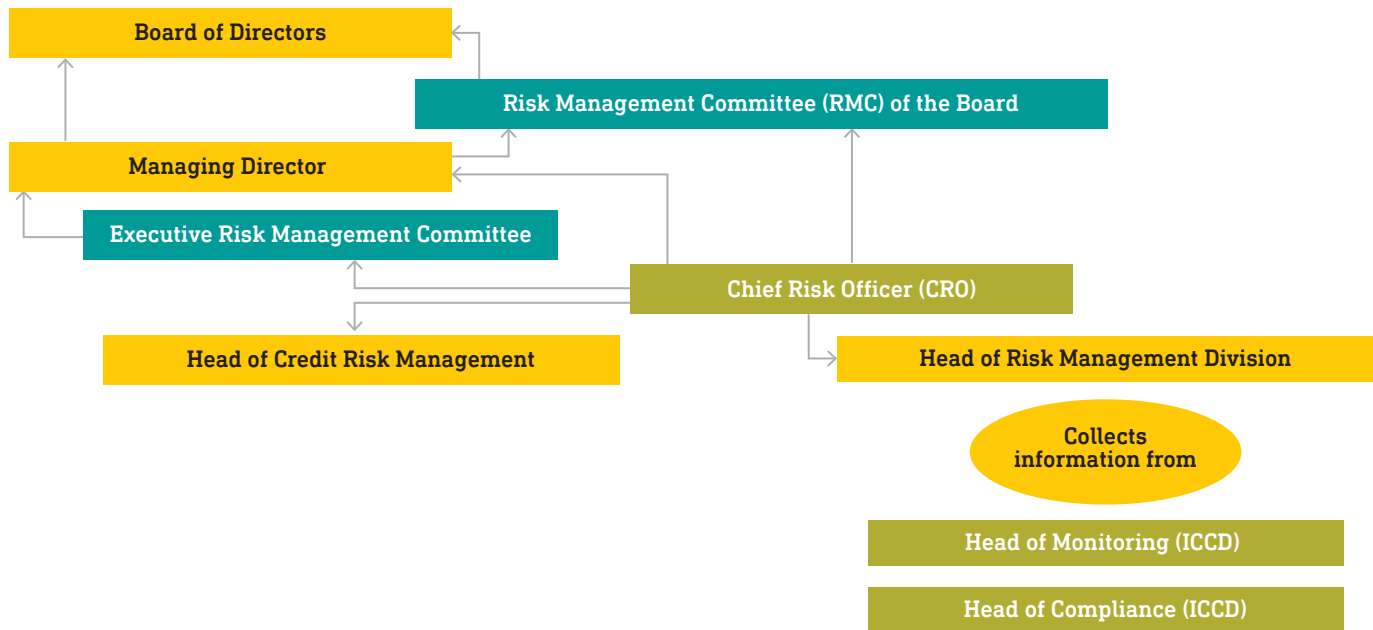 Board of Directors
Risk Management Committee (RMC) of the Board
Managing Director
Executive Risk Management Committee
Chief Risk Officer (CRO)
Head of Credit Risk Management
Head of Risk Management Division
Collects
information from
Head of Monitoring (ICCD)
Head of Compliance (ICCD)